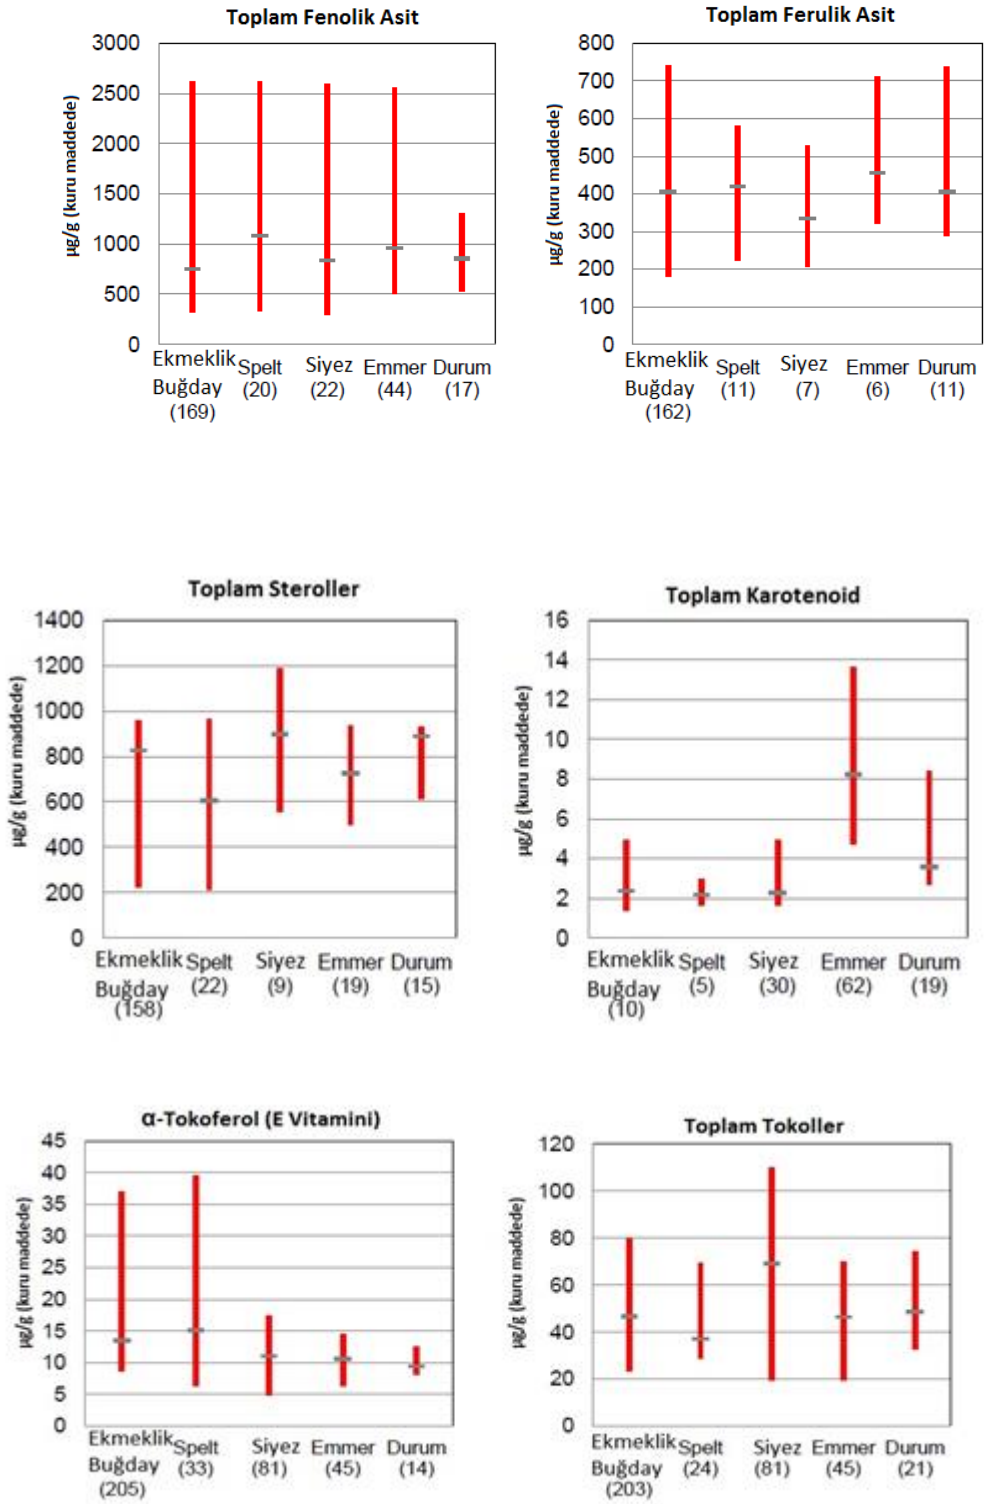 Toplam Fenolik Asit
µg/g (kuru maddede)
3000
2500
2000
1500
1000
500
0
Ekmeklik Buğday (169)
Spelt (20)
Siyez (22)
Emmer (44)
Durum (17)
Toplam Ferulik Asit
µg/g (kuru maddede)
800
700
600
500
400
300
200
100
0
Ekmeklik Buğday (162)
Spelt (11)
Siyez (7)
Emmer (6)
Durum (11)
Toplam Steroller
µg/g (kuru maddede)
1400
1200
1000
800
600
400
200
0
Ekmeklik Buğday (158)
Spelt (22)
Siyez (9)
Emmer (19)
Durum (15)
Toplam Karotenoid
µg/g (kuru maddede)
16
14
12
10
8
6
4
2
0
Ekmeklik Buğday (10)
Spelt (5)
Siyez (30)
Emmer (62)
Durum (19)
α-Tokoferol (E Vitamini)
µg/g (kuru maddede)
45
40
35
30
25
20
15
10
5
0
Ekmeklik Buğday (205)
Spelt (33)
Siyez (81)
Emmer (45)
Durum (14)
Toplam Tokoller
µg/g (kuru maddede)
120
100
80
60
40
20
0
Ekmeklik Buğday (203)
Spelt (24)
Siyez (81)
Emmer (45)
Durum (21)